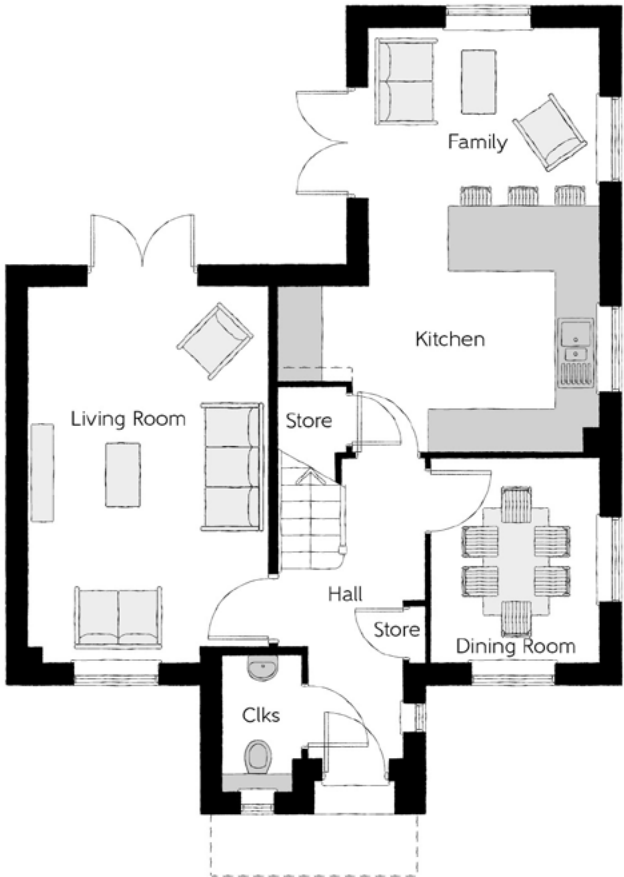 Family
Kitchen
Living Room
Store
Hall
Store
Dining Room
Clks